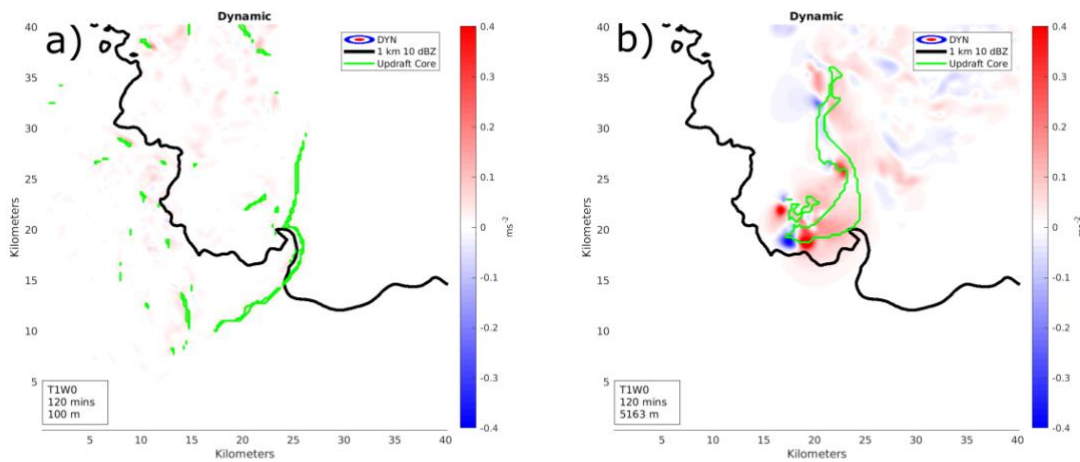 Dynamic
a)
DYN
1 km 10 dBZ
Updraft Core
40
35
30
25
20
15
10
5
Kilometers
T1W0
120 mins
100 m
5
10
15
20
25
30
35
40
Kilometers
0.4
0.3
0.2
0.1
0
-0.1
-0.2
-0.3
-0.4
ms-2
Dynamic
b)
DYN
1 km 10 dBZ
Updraft Core
40
35
30
25
20
15
10
5
Kilometers
T1W0
120 mins
5163 m
5
10
15
20
25
30
35
40
Kilometers
0.4
0.3
0.2
0.1
0
-0.1
-0.2
-0.3
-0.4
ms-2